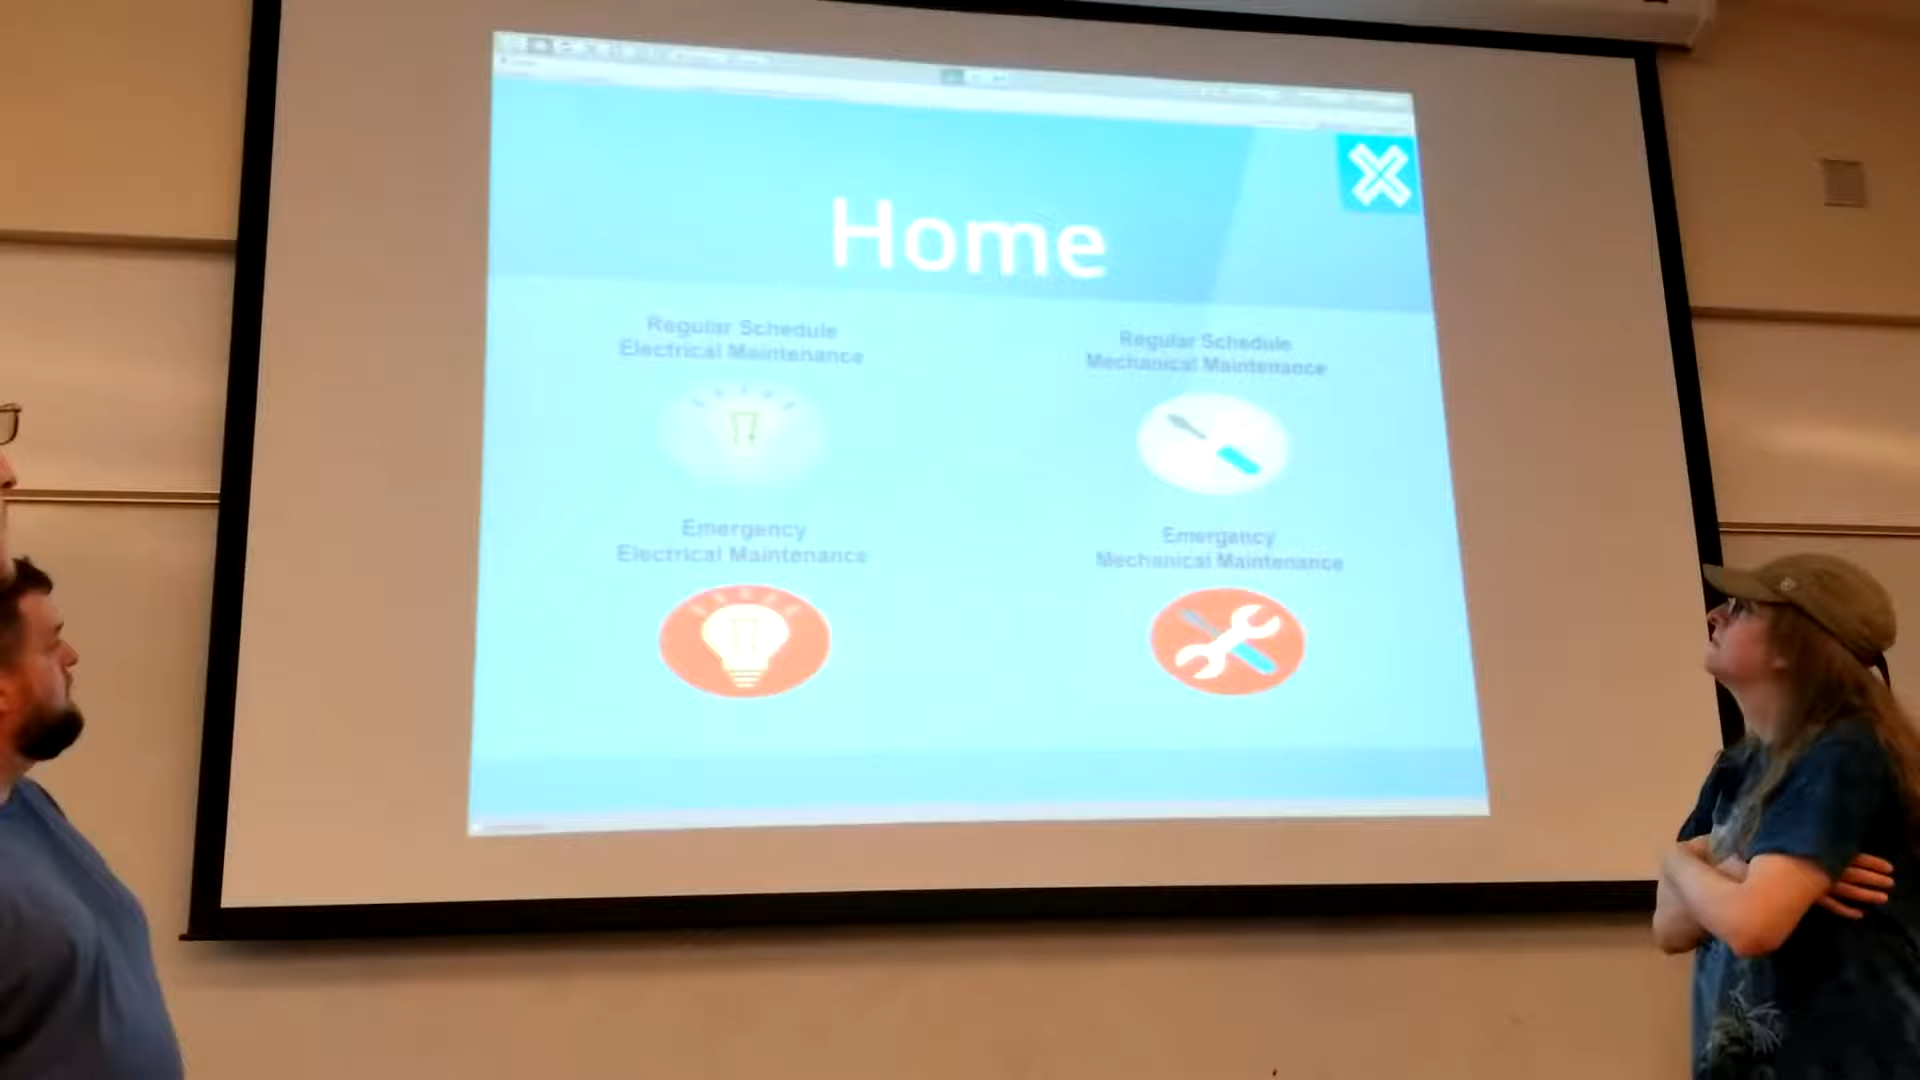 Home
Regular Schedule
Electrical Maintenance
Regular Schedule
Mechanical Maintenance
Emergency
Electrical Maintenance
Emergency
Mechanical Maintenance